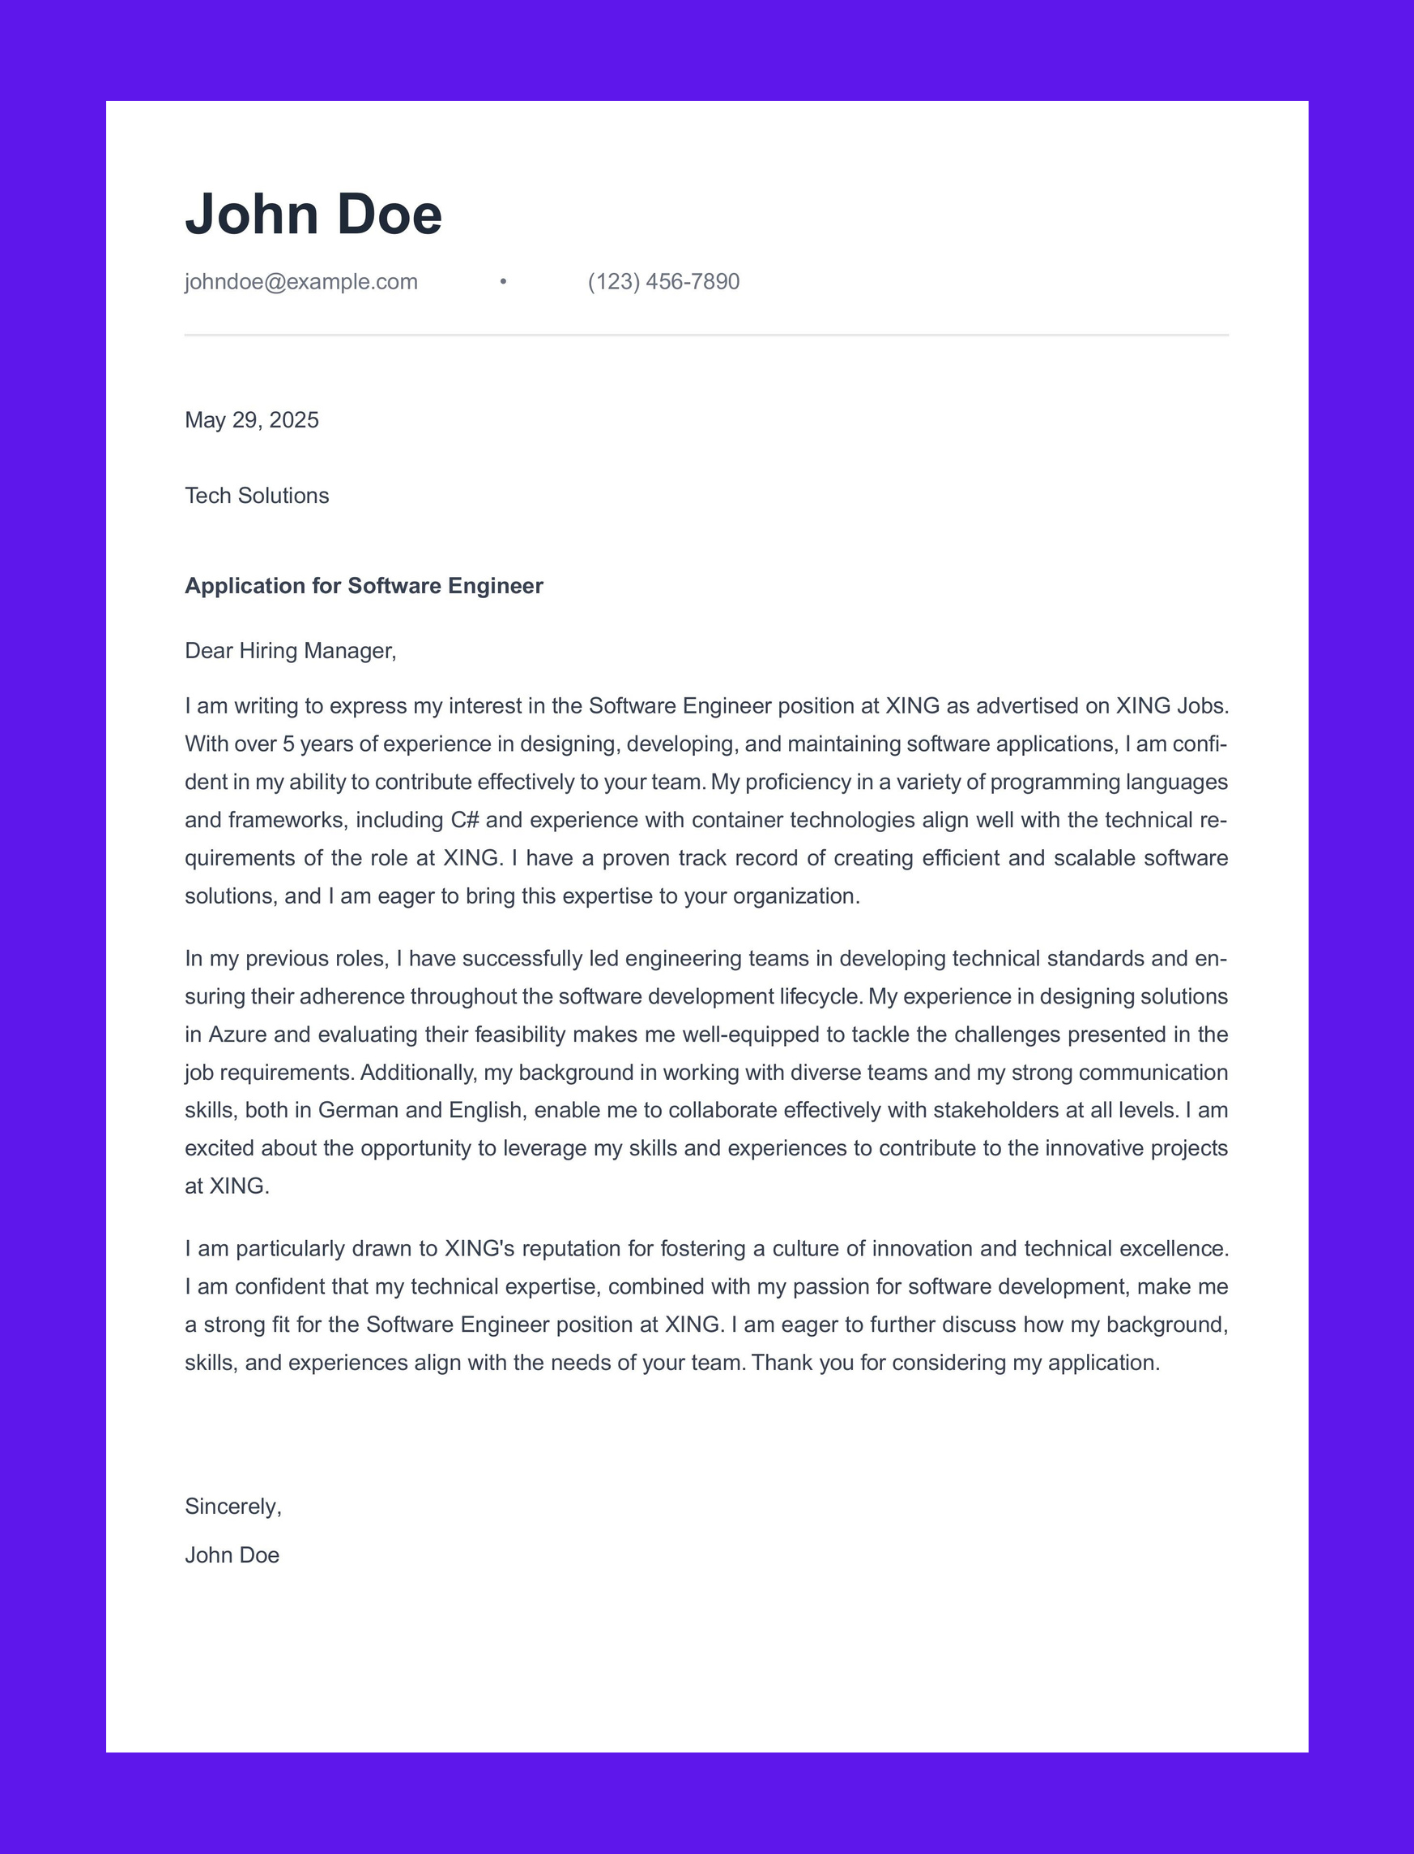 John Doe
johndoe@example.com • (123) 456-7890
May 29, 2025
Tech Solutions
Application for Software Engineer
Dear Hiring Manager,
I am writing to express my interest in the Software Engineer position at XING as advertised on XING Jobs.
With over 5 years of experience in designing, developing, and maintaining software applications, I am confi-
dent in my ability to contribute effectively to your team. My proficiency in a variety of programming languages
and frameworks, including C# and experience with container technologies align well with the technical re-
quirements of the role at XING. I have a proven track record of creating efficient and scalable software
solutions, and I am eager to bring this expertise to your organization.
In my previous roles, I have successfully led engineering teams in developing technical standards and en-
suring their adherence throughout the software development lifecycle. My experience in designing solutions
in Azure and evaluating their feasibility makes me well-equipped to tackle the challenges presented in the
job requirements. Additionally, my background in working with diverse teams and my strong communication
skills, both in German and English, enable me to collaborate effectively with stakeholders at all levels. I am
excited about the opportunity to leverage my skills and experiences to contribute to the innovative projects
at XING.
I am particularly drawn to XING's reputation for fostering a culture of innovation and technical excellence.
I am confident that my technical expertise, combined with my passion for software development, make me
a strong fit for the Software Engineer position at XING. I am eager to further discuss how my background,
skills, and experiences align with the needs of your team. Thank you for considering my application.
Sincerely,
John Doe